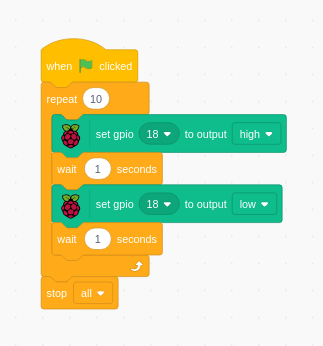 when clicked
repeat 10
set gpio 18 to output high
wait 1 seconds
set gpio 18 to output low
wait 1 seconds
stop all